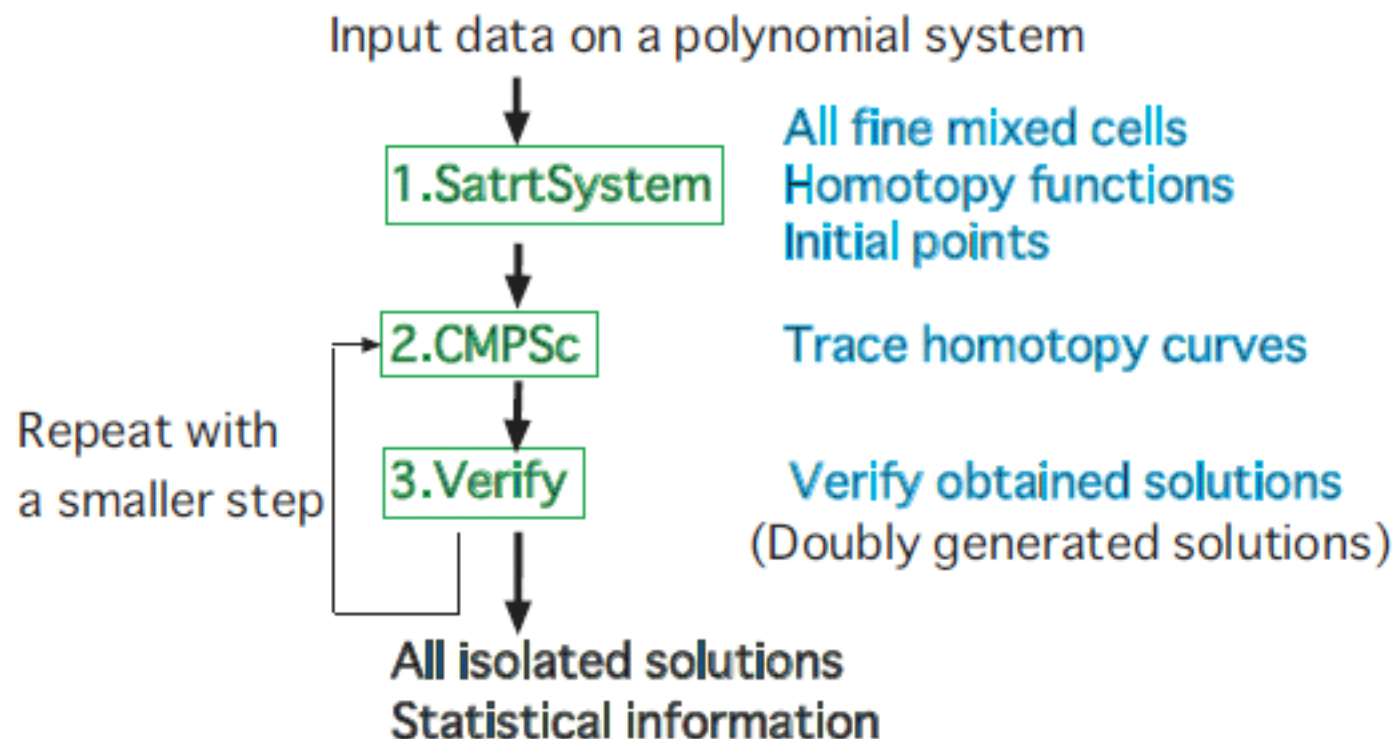 Input data on a polynomial system
1.SatrtSystem
All fine mixed cells
Homotopy functions
Initial points
2.CMPSc
Trace homotopy curves
Repeat with
a smaller step
3.Verify
Verify obtained solutions
(Doubly generated solutions)
All isolated solutions
Statistical information